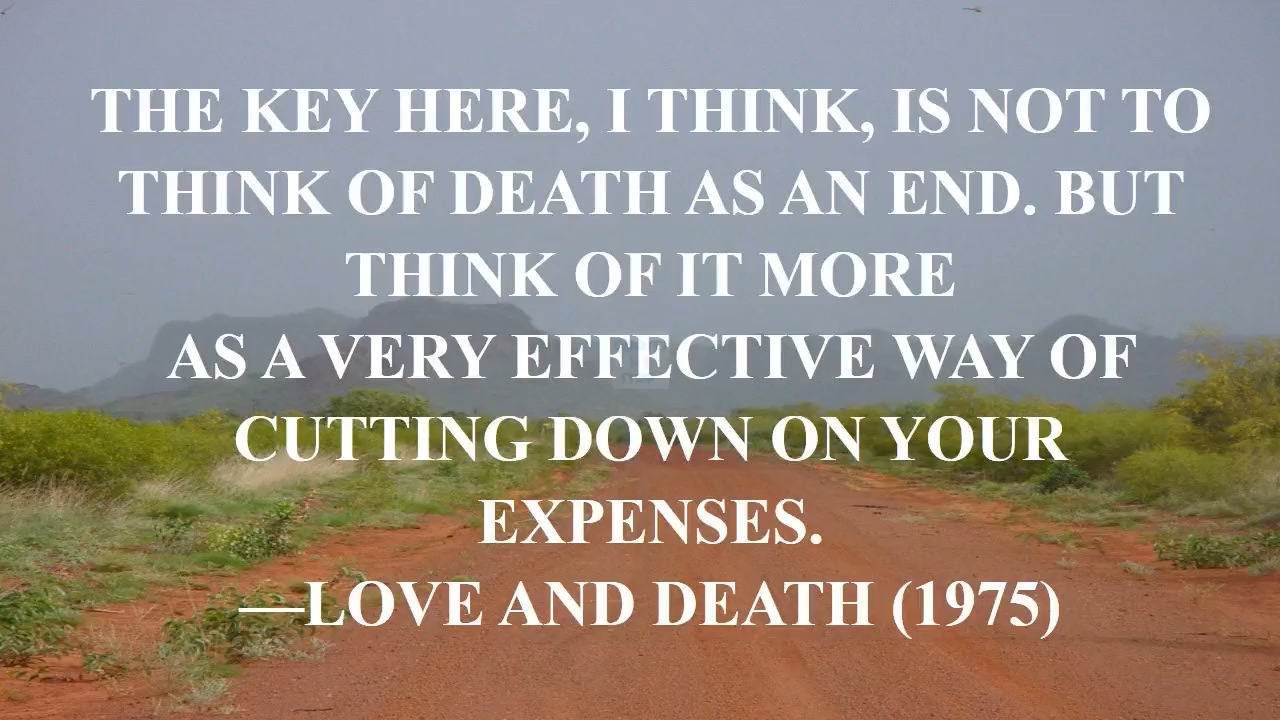 THE KEY HERE, I THINK, IS NOT TO
THINK OF DEATH AS AN END. BUT
THINK OF IT MORE
AS A VERY EFFECTIVE WAY OF
CUTTING DOWN ON YOUR
EXPENSES.
—LOVE AND DEATH (1975)